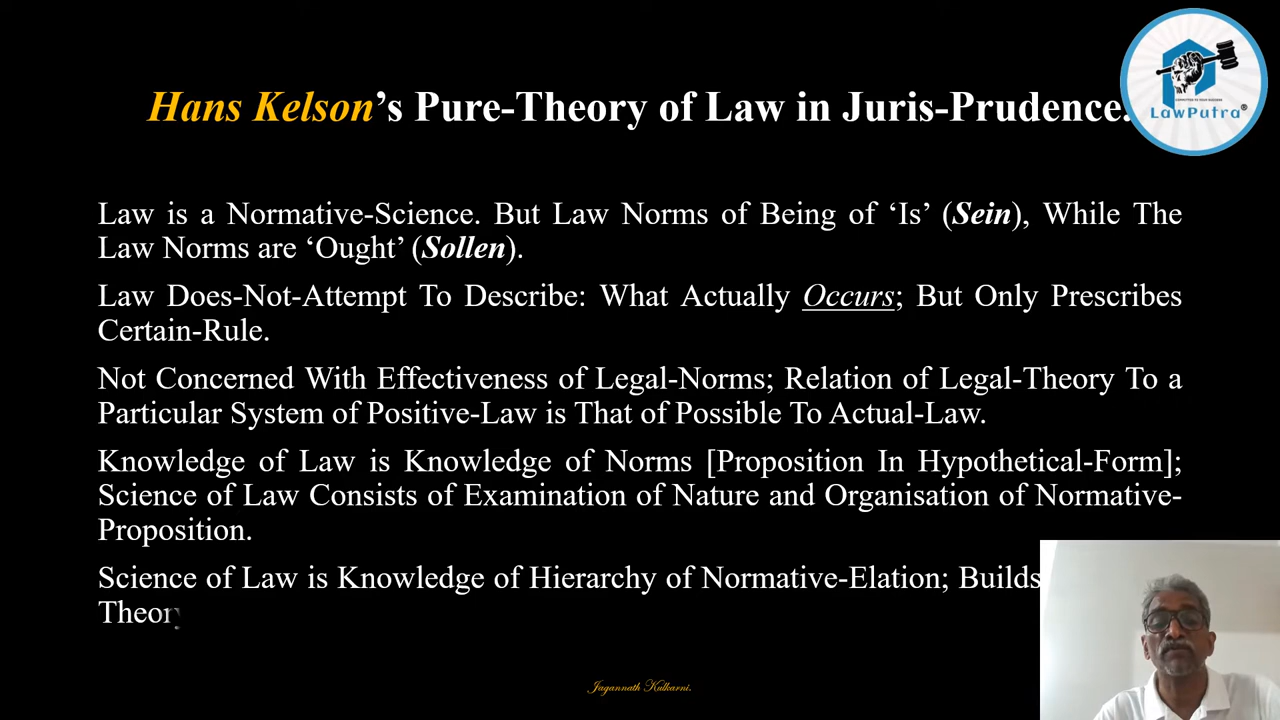 Hans Kelson's Pure-Theory of Law in Juris-Prudence.
LawPutra®
Law is a Normative-Science. But Law Norms of Being of 'Is' (Sein), While The
Law Norms are 'Ought' (Sollen).
Law Does-Not-Attempt To Describe: What Actually Occurs; But Only Prescribes
Certain-Rule.
Not Concerned With Effectiveness of Legal-Norms; Relation of Legal-Theory To a
Particular System of Positive-Law is That of Possible To Actual-Law.
Knowledge of Law is Knowledge of Norms [Proposition In Hypothetical-Form];
Science of Law Consists of Examination of Nature and Organisation of Normative-
Proposition.
Science of Law is Knowledge of Hierarchy of Normative-Elation; Builds
Theory
Jagannath Kulkarni.